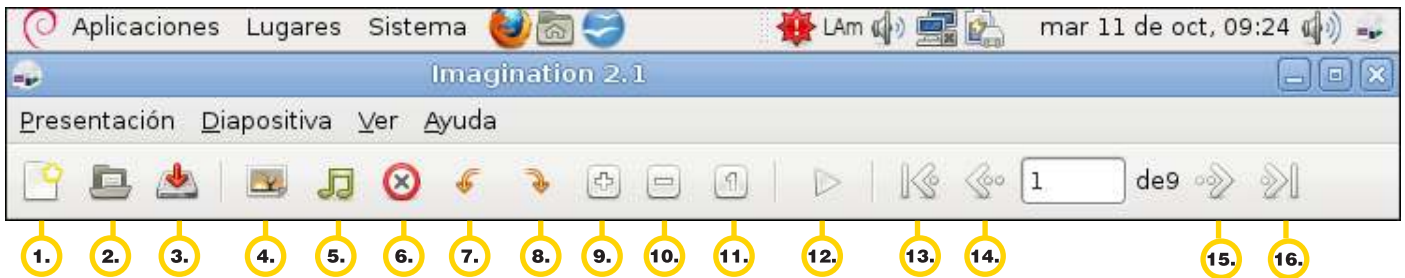 Aplicaciones Lugares Sistema LAm mar 11 de oct, 09:24
Imagination 2.1
Presentación Diapositiva Ver Ayuda
1 de9
1. 2. 3. 4. 5. 6. 7. 8. 9. 10. 11. 12. 13. 14. 15. 16.